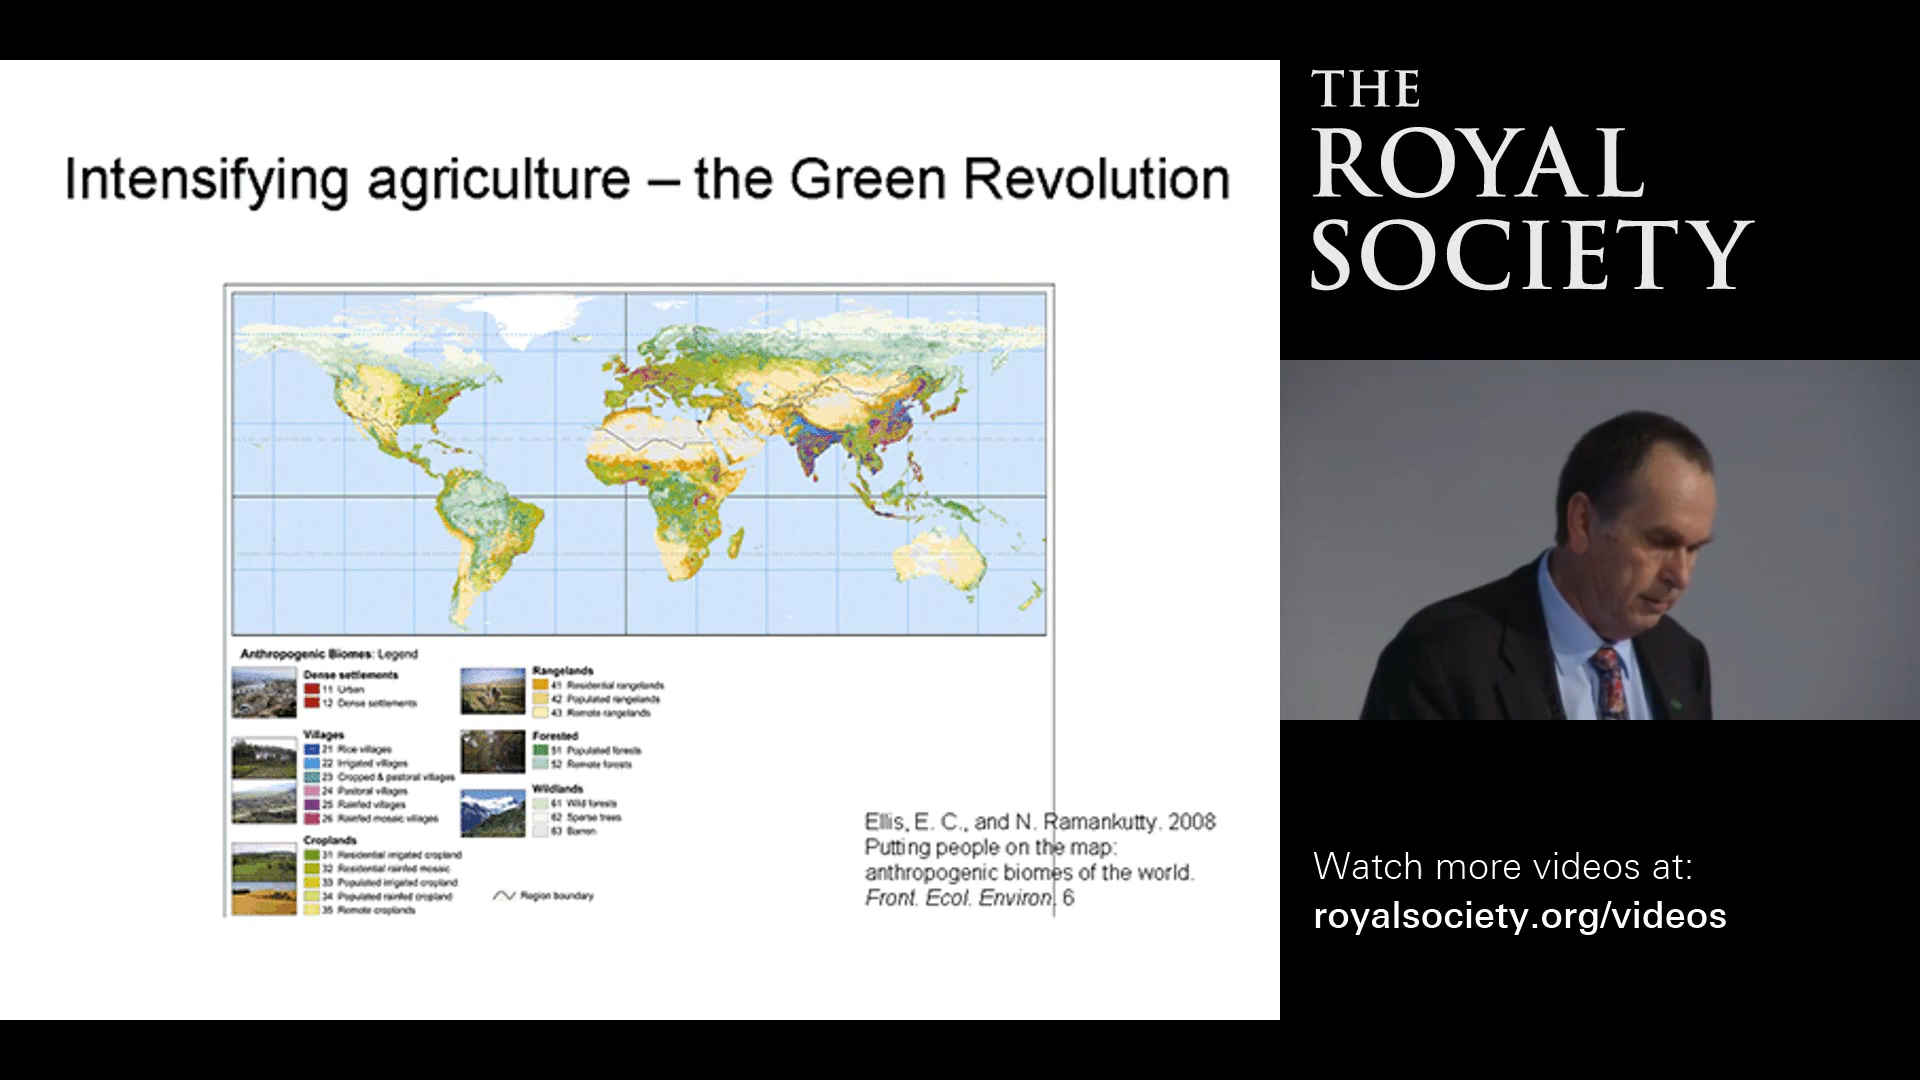 Intensifying agriculture – the Green Revolution
Anthropogenic Biomes: Legend
Dense settlements
11 Urban
12 Dense settlements
Villages
21 Rice villages
22 Irrigated villages
23 Cropped & pastoral villages
24 Pastoral villages
25 Rainfed villages
26 Rainfed mosaic villages
Croplands
31 Residential irrigated cropland
32 Residential rainfed mosaic
33 Populated irrigated cropland
34 Populated rainfed cropland
35 Remote croplands
Rangelands
41 Residential rangelands
42 Populated rangelands
43 Remote rangelands
Forested
51 Populated forests
52 Remote forests
Wildlands
61 Wild forests
62 Sparse trees
63 Barren
Region boundary
Ellis, E. C., and N. Ramankutty. 2008
Putting people on the map:
anthropogenic biomes of the world.
Front. Ecol. Environ. 6
THE
ROYAL
SOCIETY
Watch more videos at:
royalsociety.org/videos